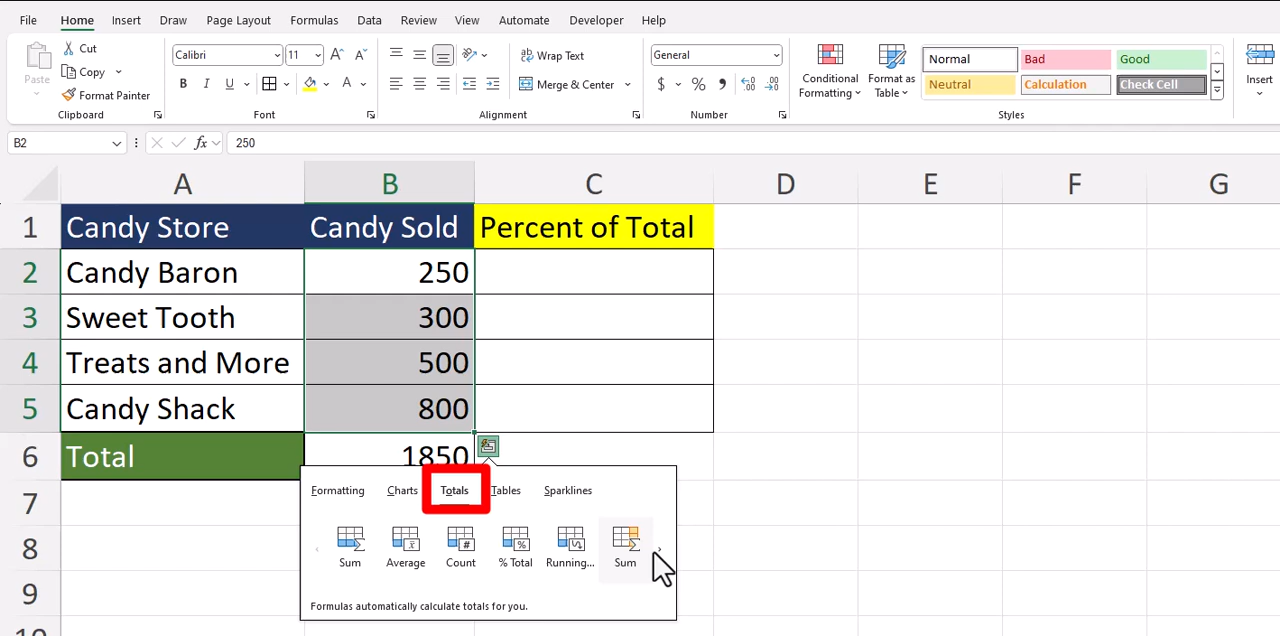 File Home Insert Draw Page Layout Formulas Data Review View Automate Developer Help
Paste
Cut
Copy
Format Painter
Clipboard
Calibri 11
B I U A
Font
Wrap Text
Merge & Center
Alignment
General
$ % 9 .00
Number
Conditional Formatting
Format as Table
Normal Bad Good
Neutral Calculation Check Cell
Styles
Insert
B2 fx 250
A B C D E F G
1 Candy Store Candy Sold Percent of Total
2 Candy Baron 250
3 Sweet Tooth 300
4 Treats and More 500
5 Candy Shack 800
6 Total 1850
7
8
9
10
Formatting Charts Totals Tables Sparklines
Sum Average Count % Total Running... Sum
Formulas automatically calculate totals for you.